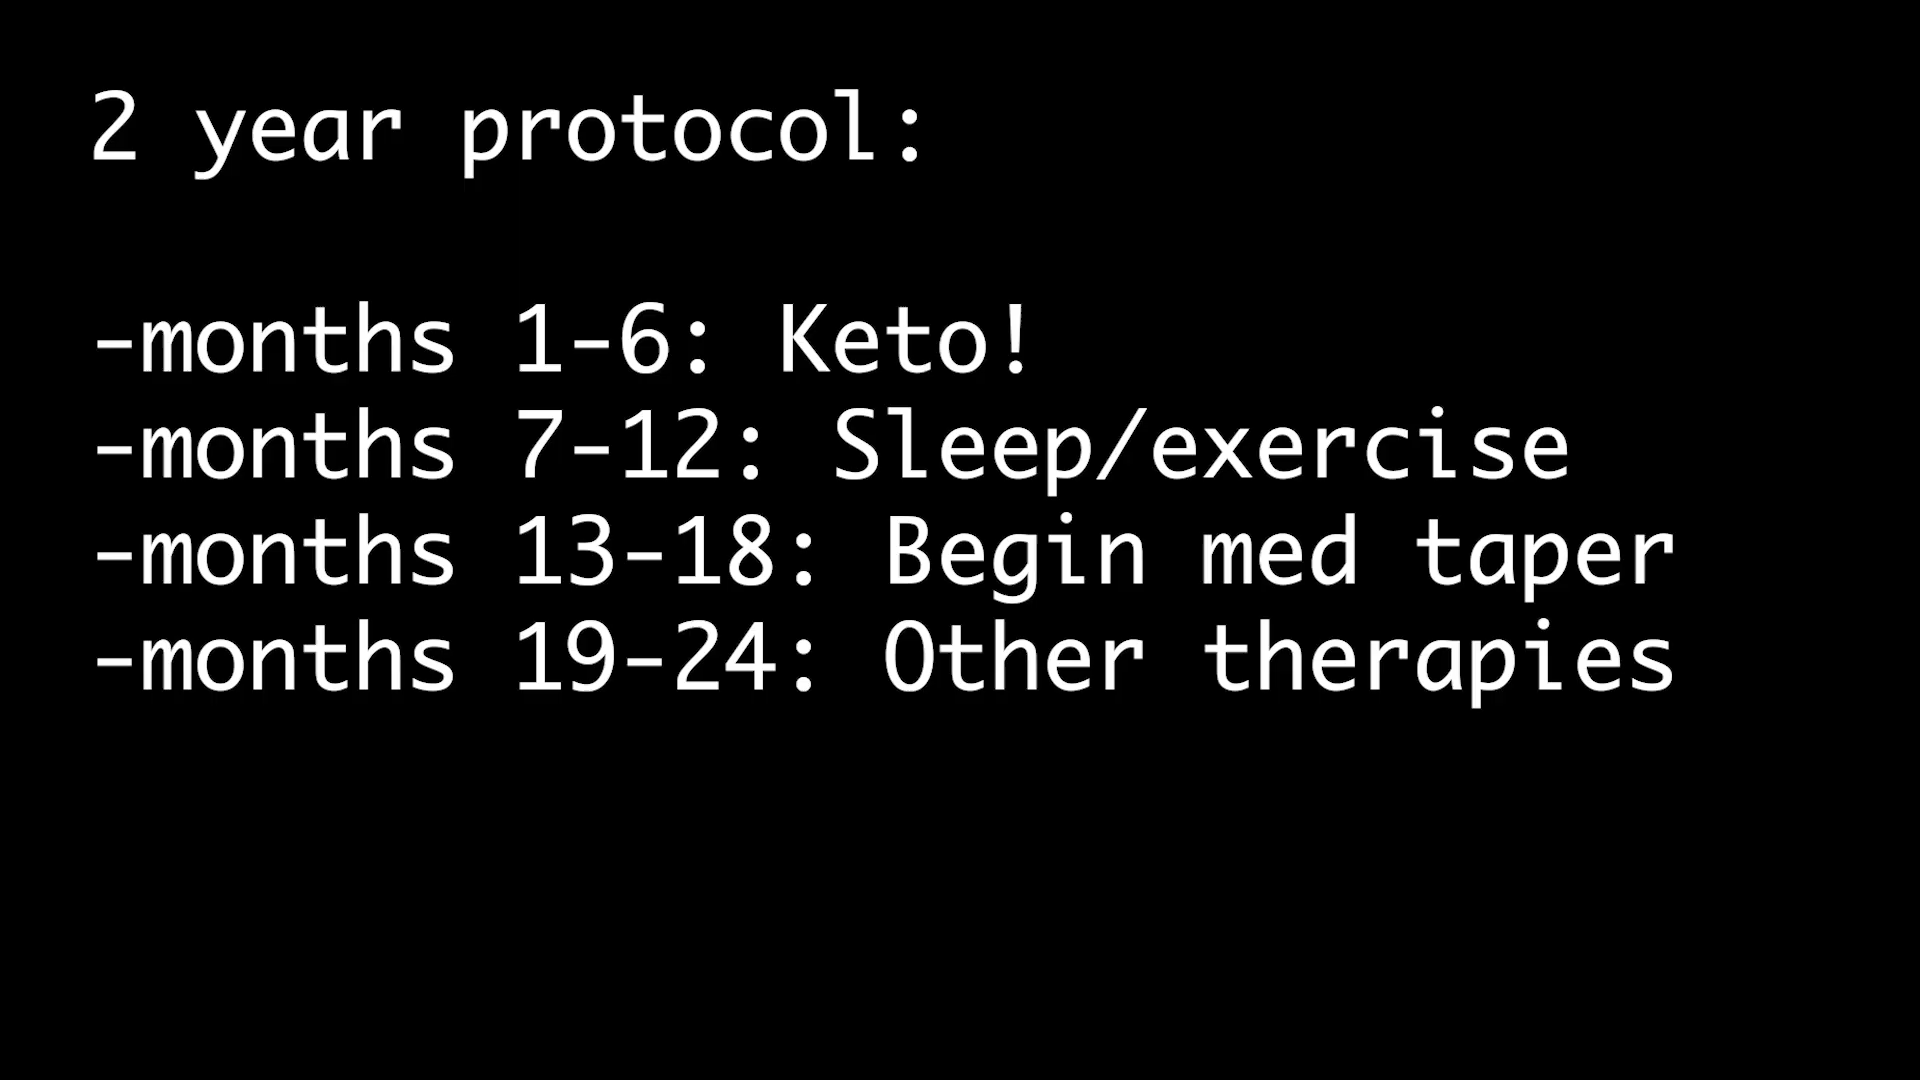 2 year protocol:
-months 1-6: Keto!
-months 7-12: Sleep/exercise
-months 13-18: Begin med taper
-months 19-24: Other therapies